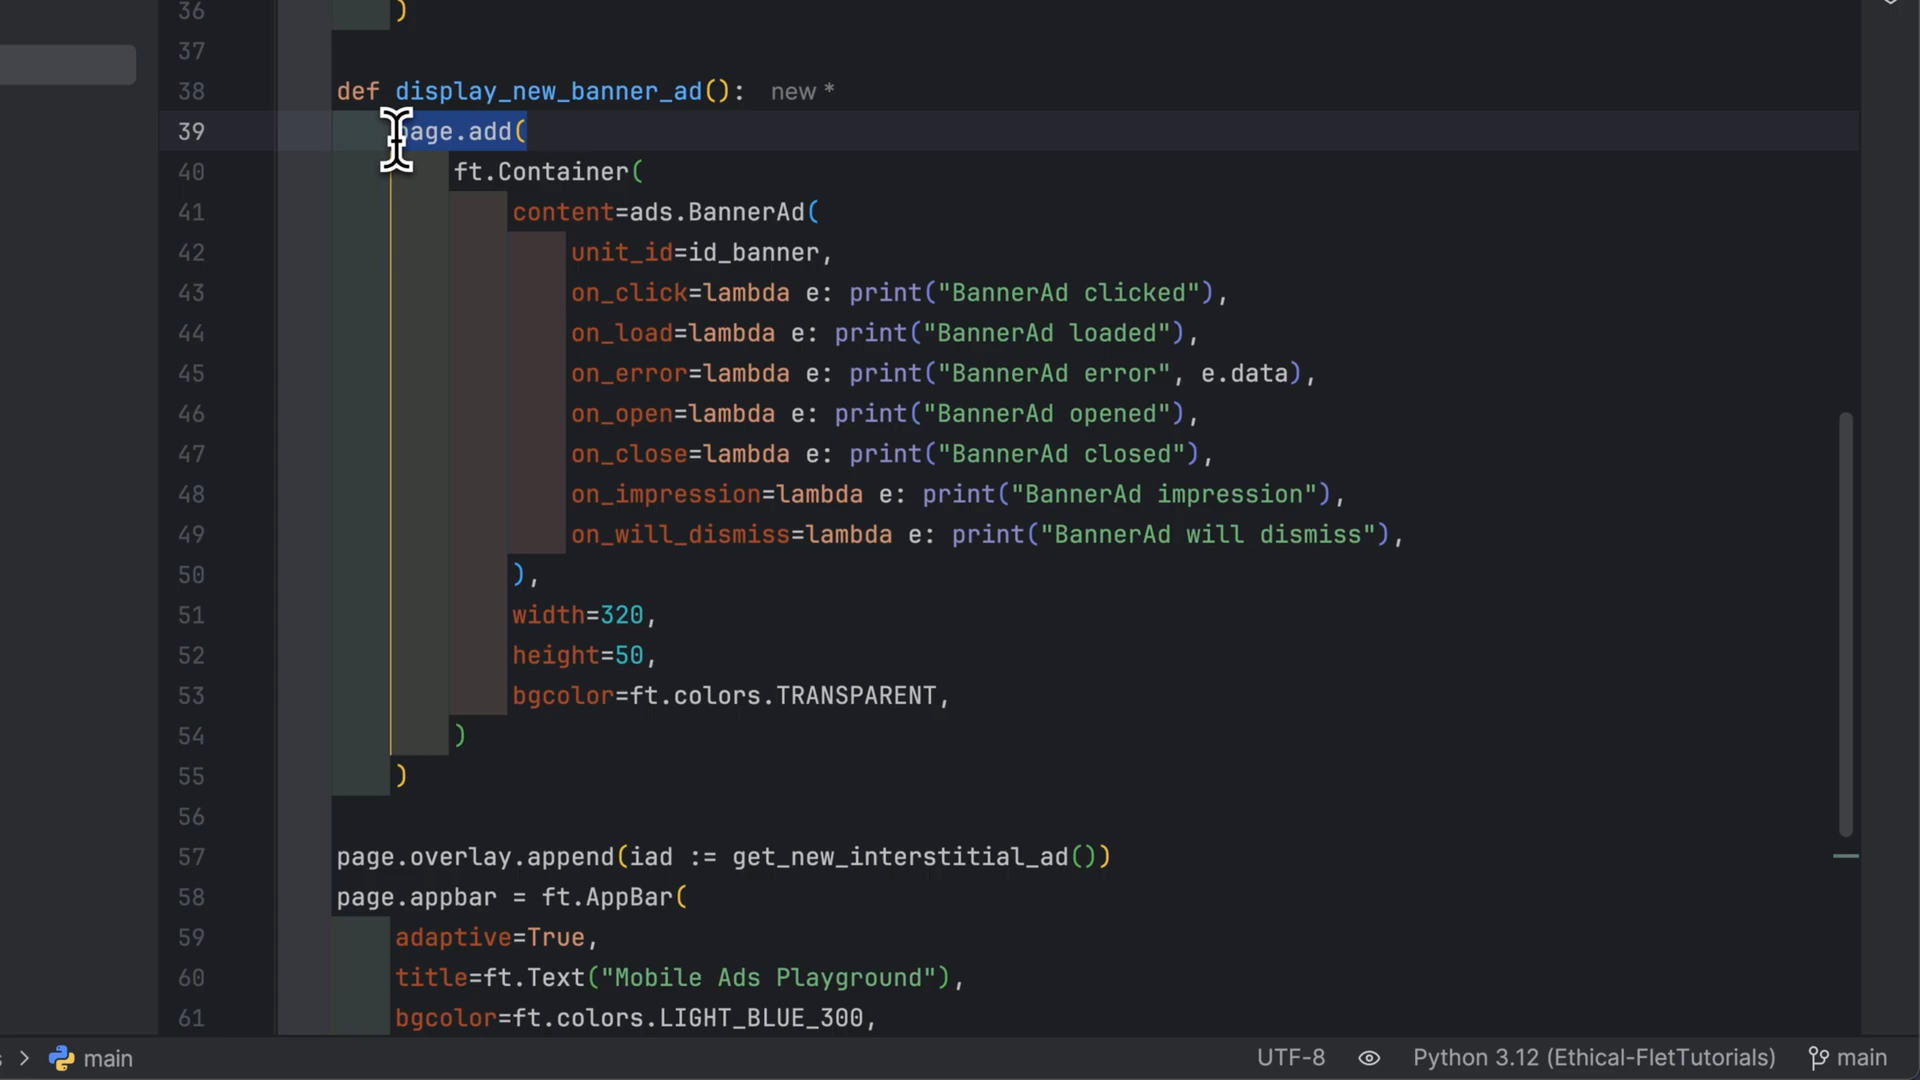 36 )
37
38 def display_new_banner_ad(): new *
39 page.add(
40 ft.Container(
41 content=ads.BannerAd(
42 unit_id=id_banner,
43 on_click=lambda e: print("BannerAd clicked"),
44 on_load=lambda e: print("BannerAd loaded"),
45 on_error=lambda e: print("BannerAd error", e.data),
46 on_open=lambda e: print("BannerAd opened"),
47 on_close=lambda e: print("BannerAd closed"),
48 on_impression=lambda e: print("BannerAd impression"),
49 on_will_dismiss=lambda e: print("BannerAd will dismiss"),
50 ),
51 width=320,
52 height=50,
53 bgcolor=ft.colors.TRANSPARENT,
54 )
55 )
56
57 page.overlay.append(iad := get_new_interstitial_ad())
58 page.appbar = ft.AppBar(
59 adaptive=True,
60 title=ft.Text("Mobile Ads Playground"),
61 bgcolor=ft.colors.LIGHT_BLUE_300,
s > main UTF-8 Python 3.12 (Ethical-FletTutorials) main